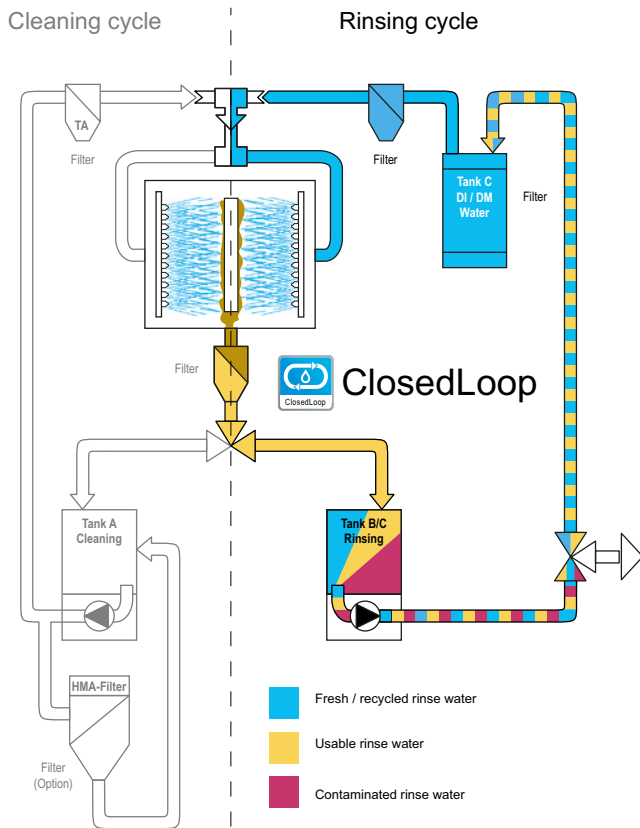 Cleaning cycle
Rinsing cycle
TA
Filter
Filter
Tank C
DI / DM
Water
Filter
Filter
ClosedLoop
ClosedLoop
Tank A
Cleaning
Tank B/C
Rinsing
HMA-Filter
Filter
(Option)
Fresh / recycled rinse water
Usable rinse water
Contaminated rinse water